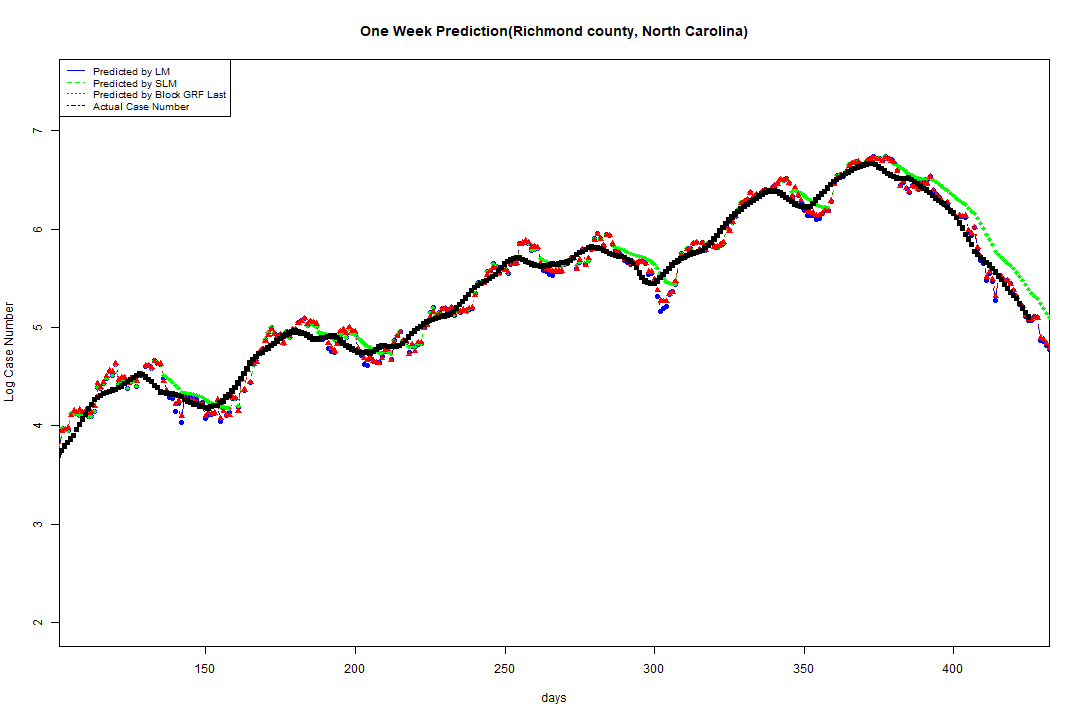 One Week Prediction(Richmond county, North Carolina)
Predicted by LM
Predicted by SLM
Predicted by Block GRF Last
Actual Case Number
7
6
5
4
3
2
Log Case Number
150 200 250 300 350 400
days